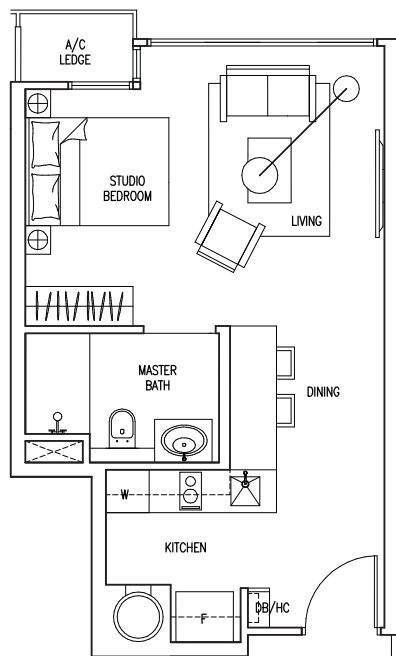 A/C
LEDGE
STUDIO
BEDROOM
LIVING
MASTER
BATH
DINING
W
KITCHEN
F
DB/HC